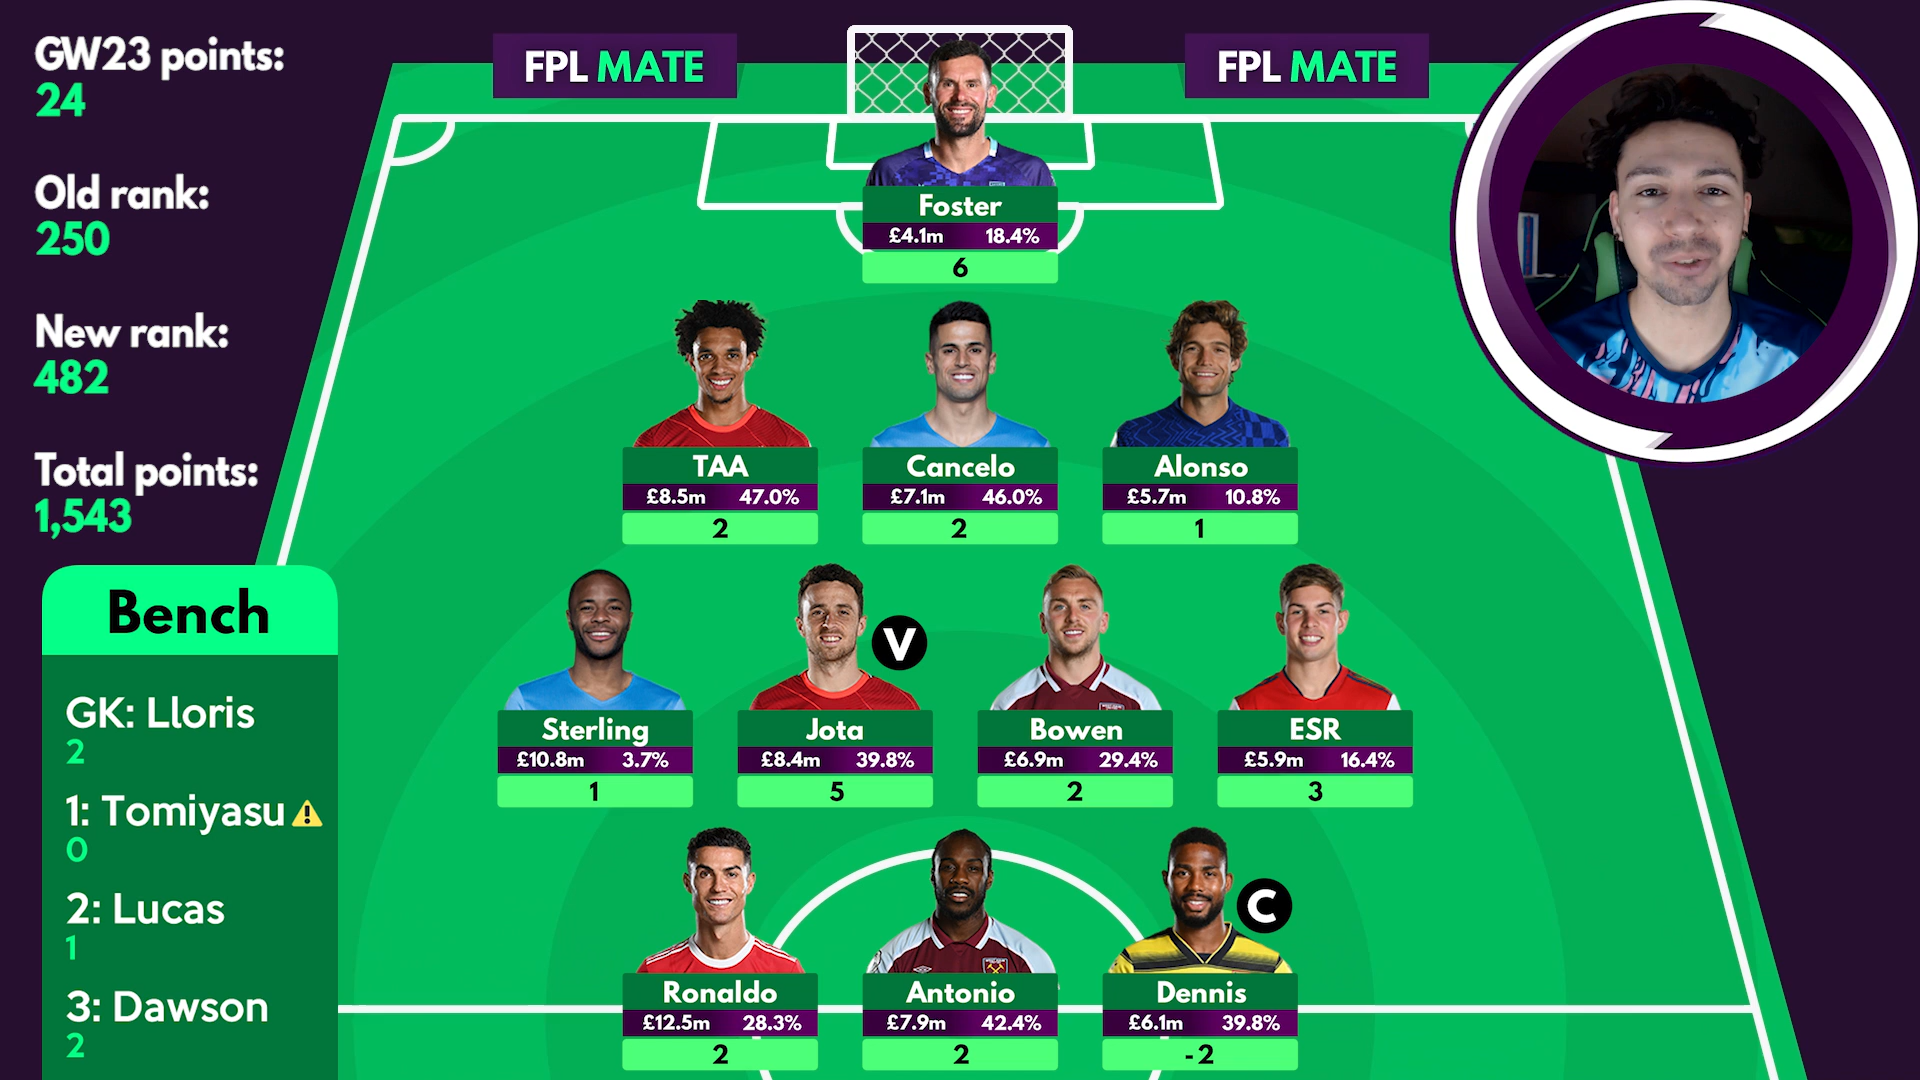 GW23 points:
24
Old rank:
250
New rank:
482
Total points:
1,543
Bench
GK: Lloris
2
1: Tomiyasu
0
2: Lucas
1
3: Dawson
2
FPL MATE
FPL MATE
Foster
£4.1m 18.4%
6
TAA
£8.5m 47.0%
2
Cancelo
£7.1m 46.0%
2
Alonso
£5.7m 10.8%
1
Sterling
£10.8m 3.7%
1
Jota
£8.4m 39.8%
5
V
Bowen
£6.9m 29.4%
2
ESR
£5.9m 16.4%
3
Ronaldo
£12.5m 28.3%
2
Antonio
£7.9m 42.4%
2
Dennis
£6.1m 39.8%
-2
C